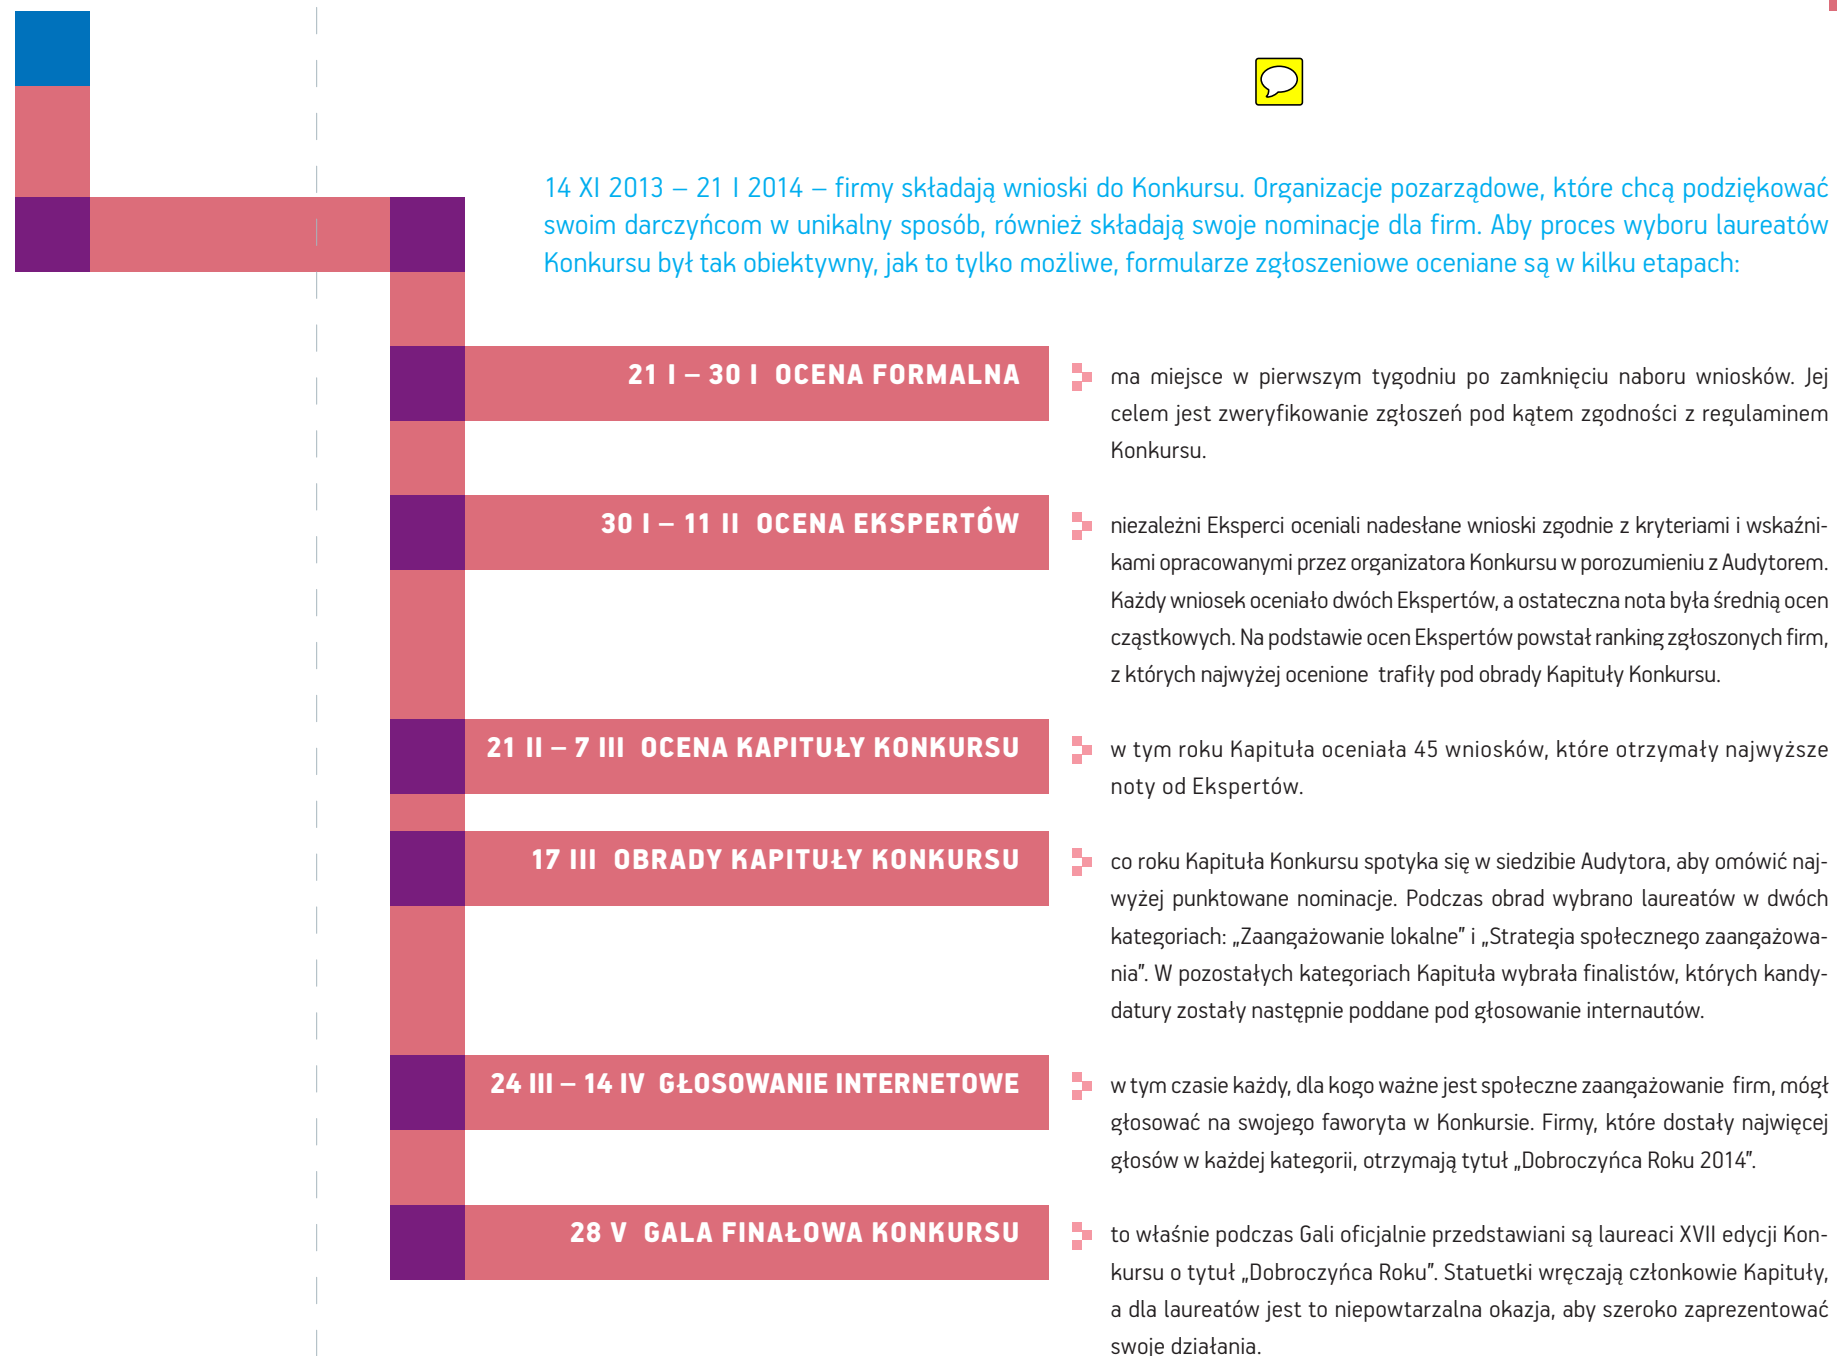 14 XI 2013 – 21 I 2014 – firmy składają wnioski do Konkursu. Organizacje pozarządowe, które chcą podziękować
swoim darczyńcom w unikalny sposób, również składają swoje nominacje dla firm. Aby proces wyboru laureatów
Konkursu był tak obiektywny, jak to tylko możliwe, formularze zgłoszeniowe oceniane są w kilku etapach:
21 I – 30 I OCENA FORMALNA
ma miejsce w pierwszym tygodniu po zamknięciu naboru wniosków. Jej
celem jest zweryfikowanie zgłoszeń pod kątem zgodności z regulaminem
Konkursu.
30 I – 11 II OCENA EKSPERTÓW
niezależni Eksperci oceniali nadesłane wnioski zgodnie z kryteriami i wskaźni-
kami opracowanymi przez organizatora Konkursu w porozumieniu z Audytorem.
Każdy wniosek oceniało dwóch Ekspertów, a ostateczna nota była średnią ocen
cząstkowych. Na podstawie ocen Ekspertów powstał ranking zgłoszonych firm,
z których najwyżej ocenione trafiły pod obrady Kapituły Konkursu.
21 II – 7 III OCENA KAPITUŁY KONKURSU
w tym roku Kapituła oceniała 45 wniosków, które otrzymały najwyższe
noty od Ekspertów.
17 III OBRADY KAPITUŁY KONKURSU
co roku Kapituła Konkursu spotyka się w siedzibie Audytora, aby omówić naj-
wyżej punktowane nominacje. Podczas obrad wybrano laureatów w dwóch
kategoriach: „Zaangażowanie lokalne” i „Strategia społecznego zaangażowa-
nia”. W pozostałych kategoriach Kapituła wybrała finalistów, których kandy-
datury zostały następnie poddane pod głosowanie internautów.
24 III – 14 IV GŁOSOWANIE INTERNETOWE
w tym czasie każdy, dla kogo ważne jest społeczne zaangażowanie firm, mógł
głosować na swojego faworyta w Konkursie. Firmy, które dostały najwięcej
głosów w każdej kategorii, otrzymają tytuł „Dobroczyńca Roku 2014”.
28 V GALA FINAŁOWA KONKURSU
to właśnie podczas Gali oficjalnie przedstawiani są laureaci XVII edycji Kon-
kursu o tytuł „Dobroczyńca Roku”. Statuetki wręczają członkowie Kapituły,
a dla laureatów jest to niepowtarzalna okazja, aby szeroko zaprezentować
swoje działania.